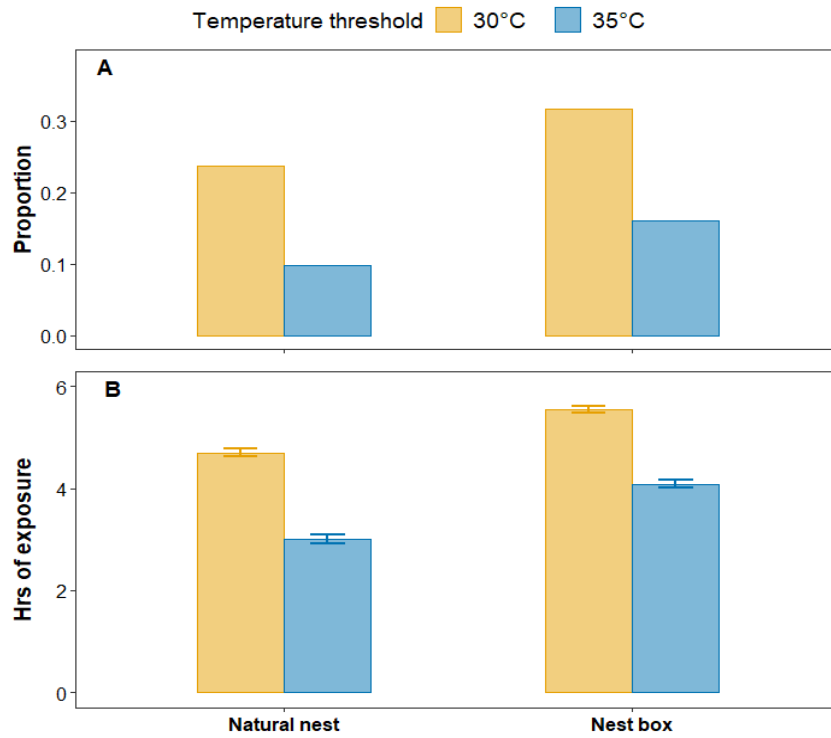 Temperature threshold 30°C 35°C
A
Proportion
0.3
0.2
0.1
0.0
B
Hrs of exposure
6
4
2
0
Natural nest Nest box